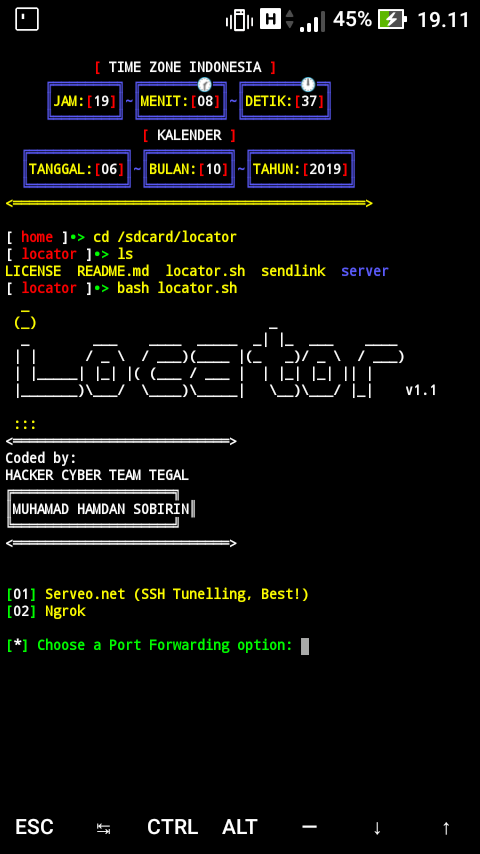 45% 19.11
[ TIME ZONE INDONESIA ]
JAM:[19] ~ MENIT:[08] ~ DETIK:[37]
[ KALENDER ]
TANGGAL:[06] ~ BULAN:[10] ~ TAHUN:[2019]
[ home ]•> cd /sdcard/locator
[ locator ]•> ls
LICENSE README.md locator.sh sendlink server
[ locator ]•> bash locator.sh
Locator v1.1
:::
Coded by:
HACKER CYBER TEAM TEGAL
MUHAMAD HAMDAN SOBIRIN
[01] Serveo.net (SSH Tunelling, Best!)
[02] Ngrok
[*] Choose a Port Forwarding option:
ESC CTRL ALT — ↓ ↑